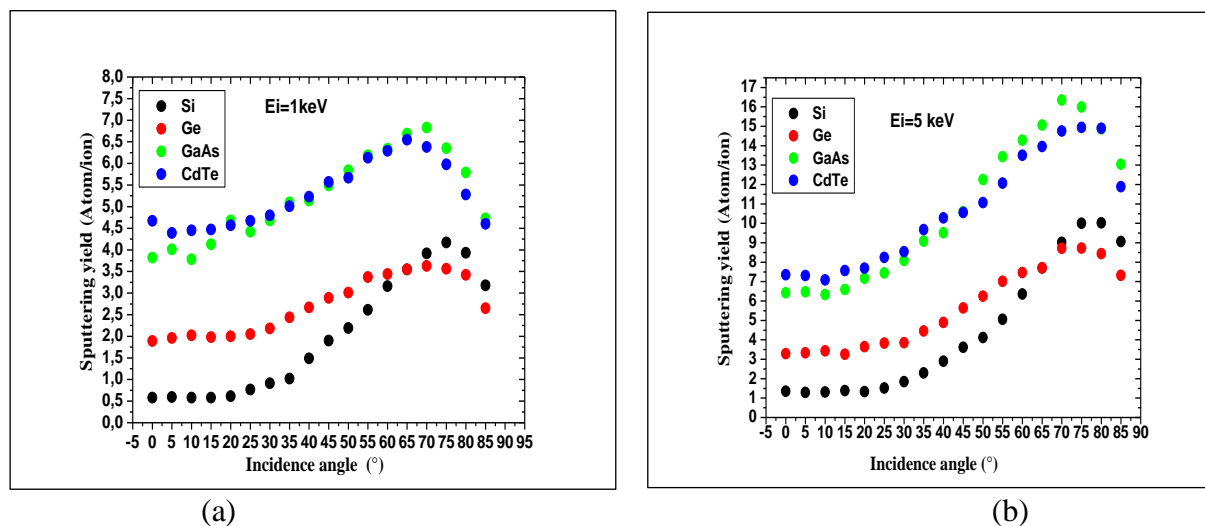 8,0
7,5
7,0
6,5
6,0
5,5
5,0
4,5
4,0
3,5
3,0
2,5
2,0
1,5
1,0
0,5
0,0
Sputtering yield (Atom/ion)
Si
Ge
GaAs
CdTe
Ei=1keV
-5 0 5 10 15 20 25 30 35 40 45 50 55 60 65 70 75 80 85 90 95
Incidence angle (°)
(a)
17
16
15
14
13
12
11
10
9
8
7
6
5
4
3
2
1
0
Sputtering yield (Atom/ion)
Si
Ge
GaAs
CdTe
Ei=5 keV
-5 0 5 10 15 20 25 30 35 40 45 50 55 60 65 70 75 80 85 90
Incidence angle (°)
(b)